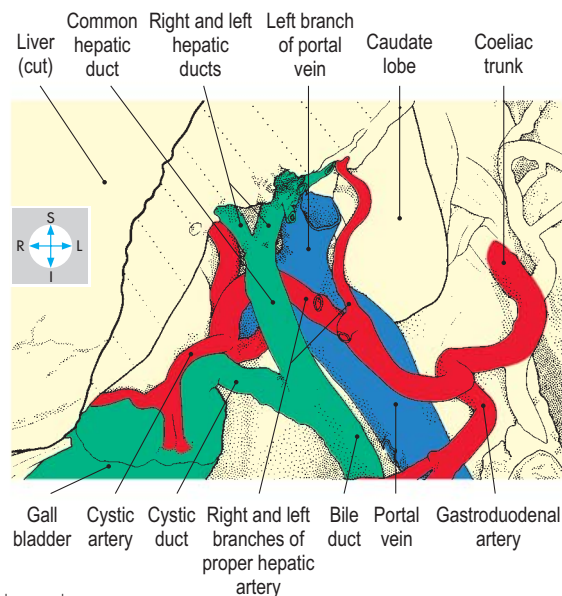 Liver
(cut)
Common
hepatic
duct
Right and left
hepatic
ducts
Left branch
of portal
vein
Caudate
lobe
Coeliac
trunk
S
R L
I
Gall
bladder
Cystic
artery
Cystic
duct
Right and left
branches of
proper hepatic
artery
Bile
duct
Portal
vein
Gastroduodenal
artery